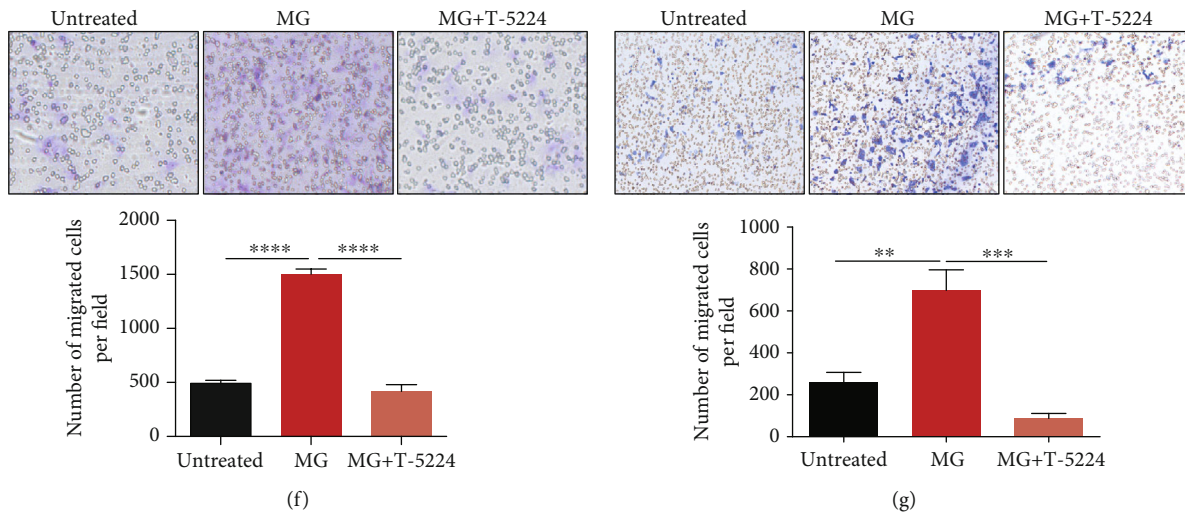 Untreated MG MG+T-5224
Number of migrated cells
per field
2000
1500
1000
500
0
**** ****
Untreated MG MG+T-5224
(f)
Untreated MG MG+T-5224
Number of migrated cells
per field
1000
800
600
400
200
0
** ***
Untreated MG MG+T-5224
(g)